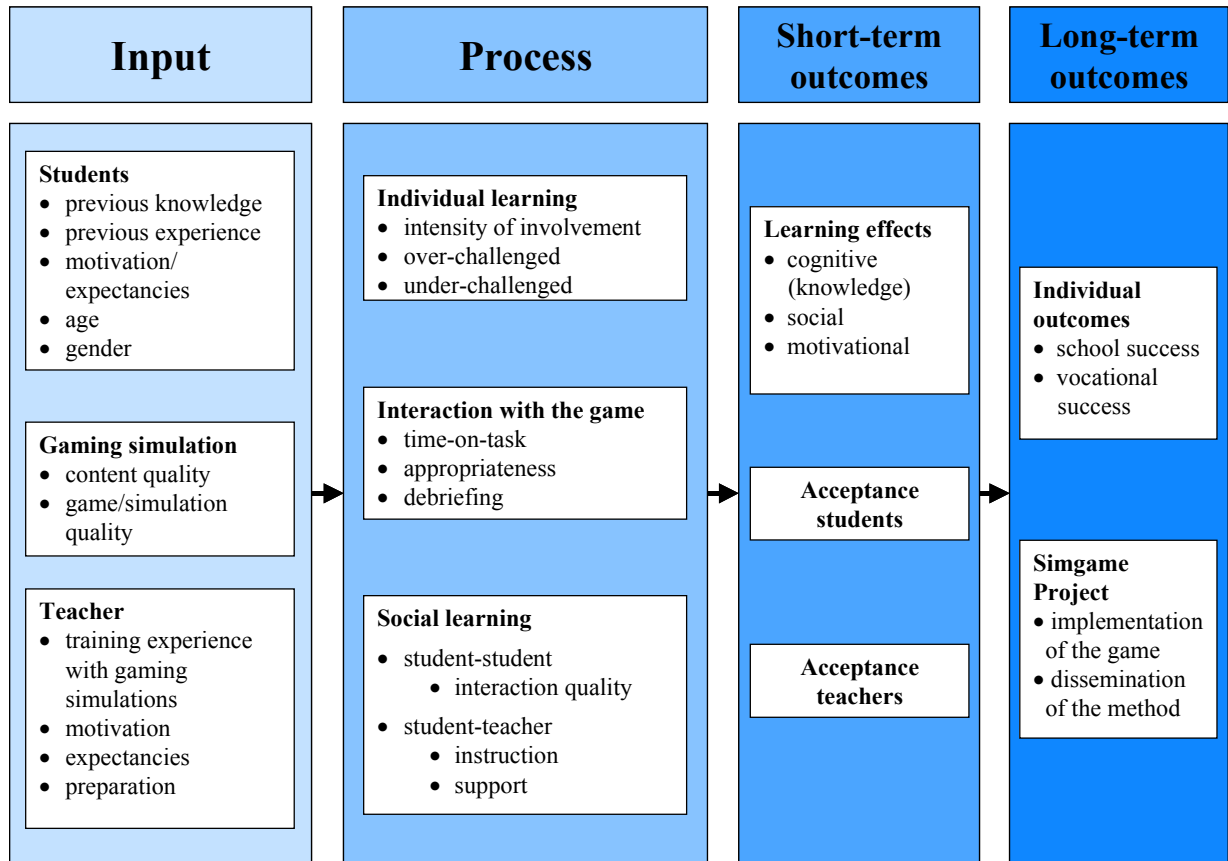 Input
Process
Short-term
outcomes
Long-term
outcomes
Students
• previous knowledge
• previous experience
• motivation/
expectancies
• age
• gender
Gaming simulation
• content quality
• game/simulation
quality
Teacher
• training experience
with gaming
simulations
• motivation
• expectancies
• preparation
Individual learning
• intensity of involvement
• over-challenged
• under-challenged
Interaction with the game
• time-on-task
• appropriateness
• debriefing
Social learning
• student-student
• interaction quality
• student-teacher
• instruction
• support
Learning effects
• cognitive
(knowledge)
• social
• motivational
Acceptance
students
Acceptance
teachers
Individual
outcomes
• school success
• vocational
success
Simgame
Project
• implementation
of the game
• dissemination
of the method